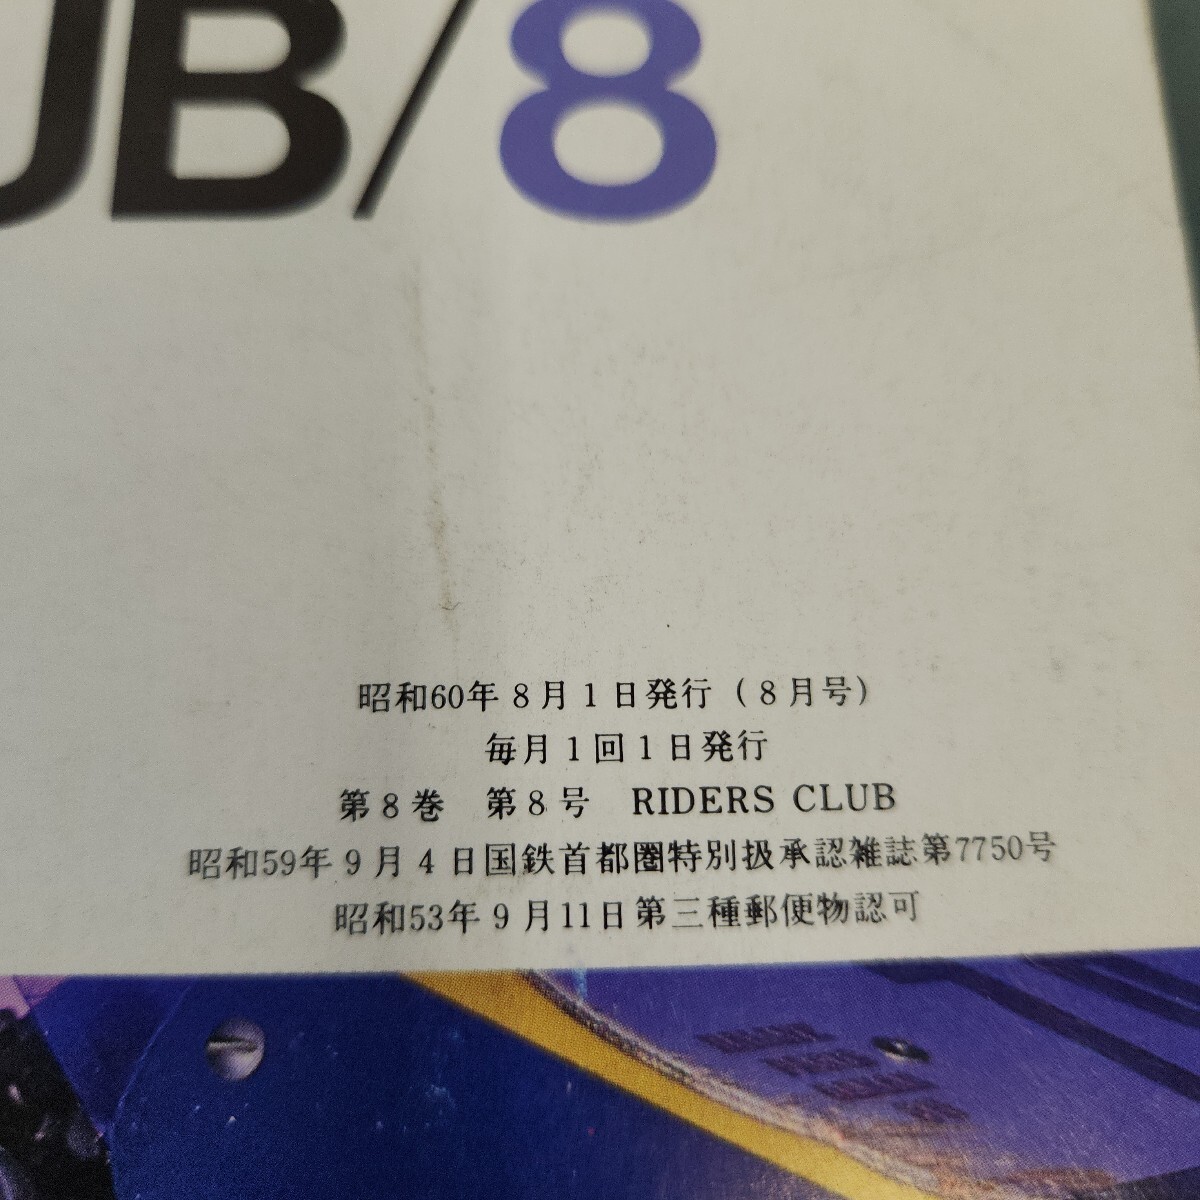 UB/8
昭和60年8月1日発行(8月号)
毎月1回1日発行
第8巻 第8号 RIDERS CLUB
昭和59年9月4日国鉄首都圏特別扱承認雑誌第7750号
昭和53年9月11日第三種郵便物認可